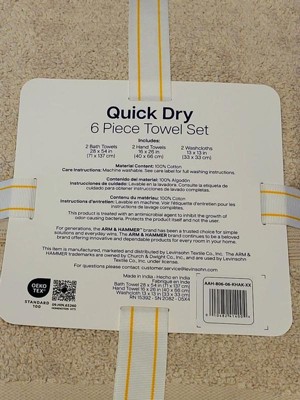 Quick Dry
6 Piece Towel Set
Includes:
2 Bath Towels
28 x 54 in
(71 x 137 cm)
2 Hand Towels
16 x 26 in
(40 x 66 cm)
2 Washcloths
13 x 13 in
(33 x 33 cm)
Material Content: 100% Cotton
Care Instructions: Machine washable. See care label for full washing instructions.
Contenido del material: 100% Algodón
Instrucciones de cuidado: Lavable en la lavadora. Consulte la etiqueta de
cuidado para instrucciones de lavado completas.
Contenu du matériau: 100% Coton
Instructions d'entretien: Lavable en machine. Voir l'étiquette d'entretien pour les
instructions de lavage complètes.
This product is treated with an antimicrobial agent to inhibit the growth of
odor-causing bacteria. Protects the product itself and not the user.
For generations, the ARM & HAMMER brand has been a trusted choice for simple
solutions and everyday wins. The ARM & HAMMER brand continues to be a beloved
brand offering innovative and dependable products for every room in your home.
This item is manufactured, marketed and distributed by Levinsohn Textile Co., Inc. The ARM &
HAMMER trademarks are owned by Church & Dwight Co., Inc., and are used by Levinsohn
Textile Co., Inc. under license.
For questions please contact customer.service@levinsohn.com
OEKO
TEX
STANDARD
100
Made in India, Hecho en India
Fabriqué en Inde
Bath Towel 28 x 54 in (71 x 137 cm)
Hand Towel 16 x 26 in (40 x 66 cm)
Washcloth 13 x 13 in (33 x 33 cm)
RN 15392 - SN 2082 - DSX4
AAH-806-06-KHAK-XX